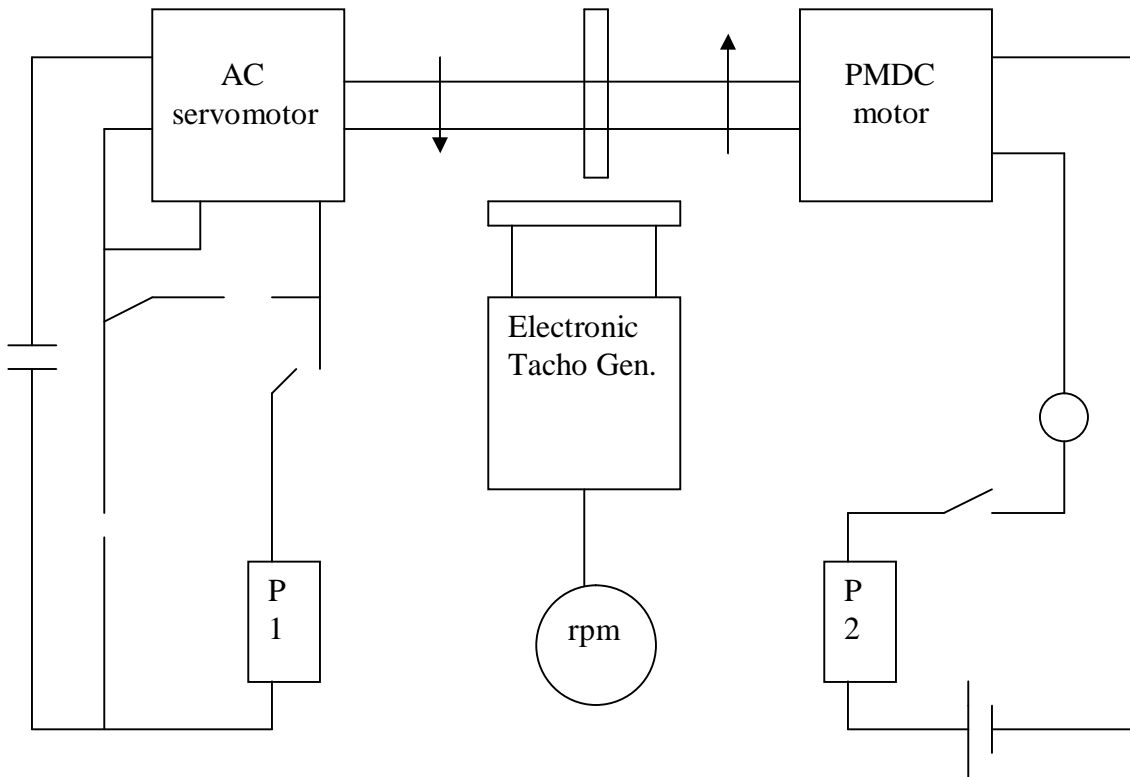 AC
servomotor
PMDC
motor
Electronic
Tacho Gen.
P
1
rpm
P
2